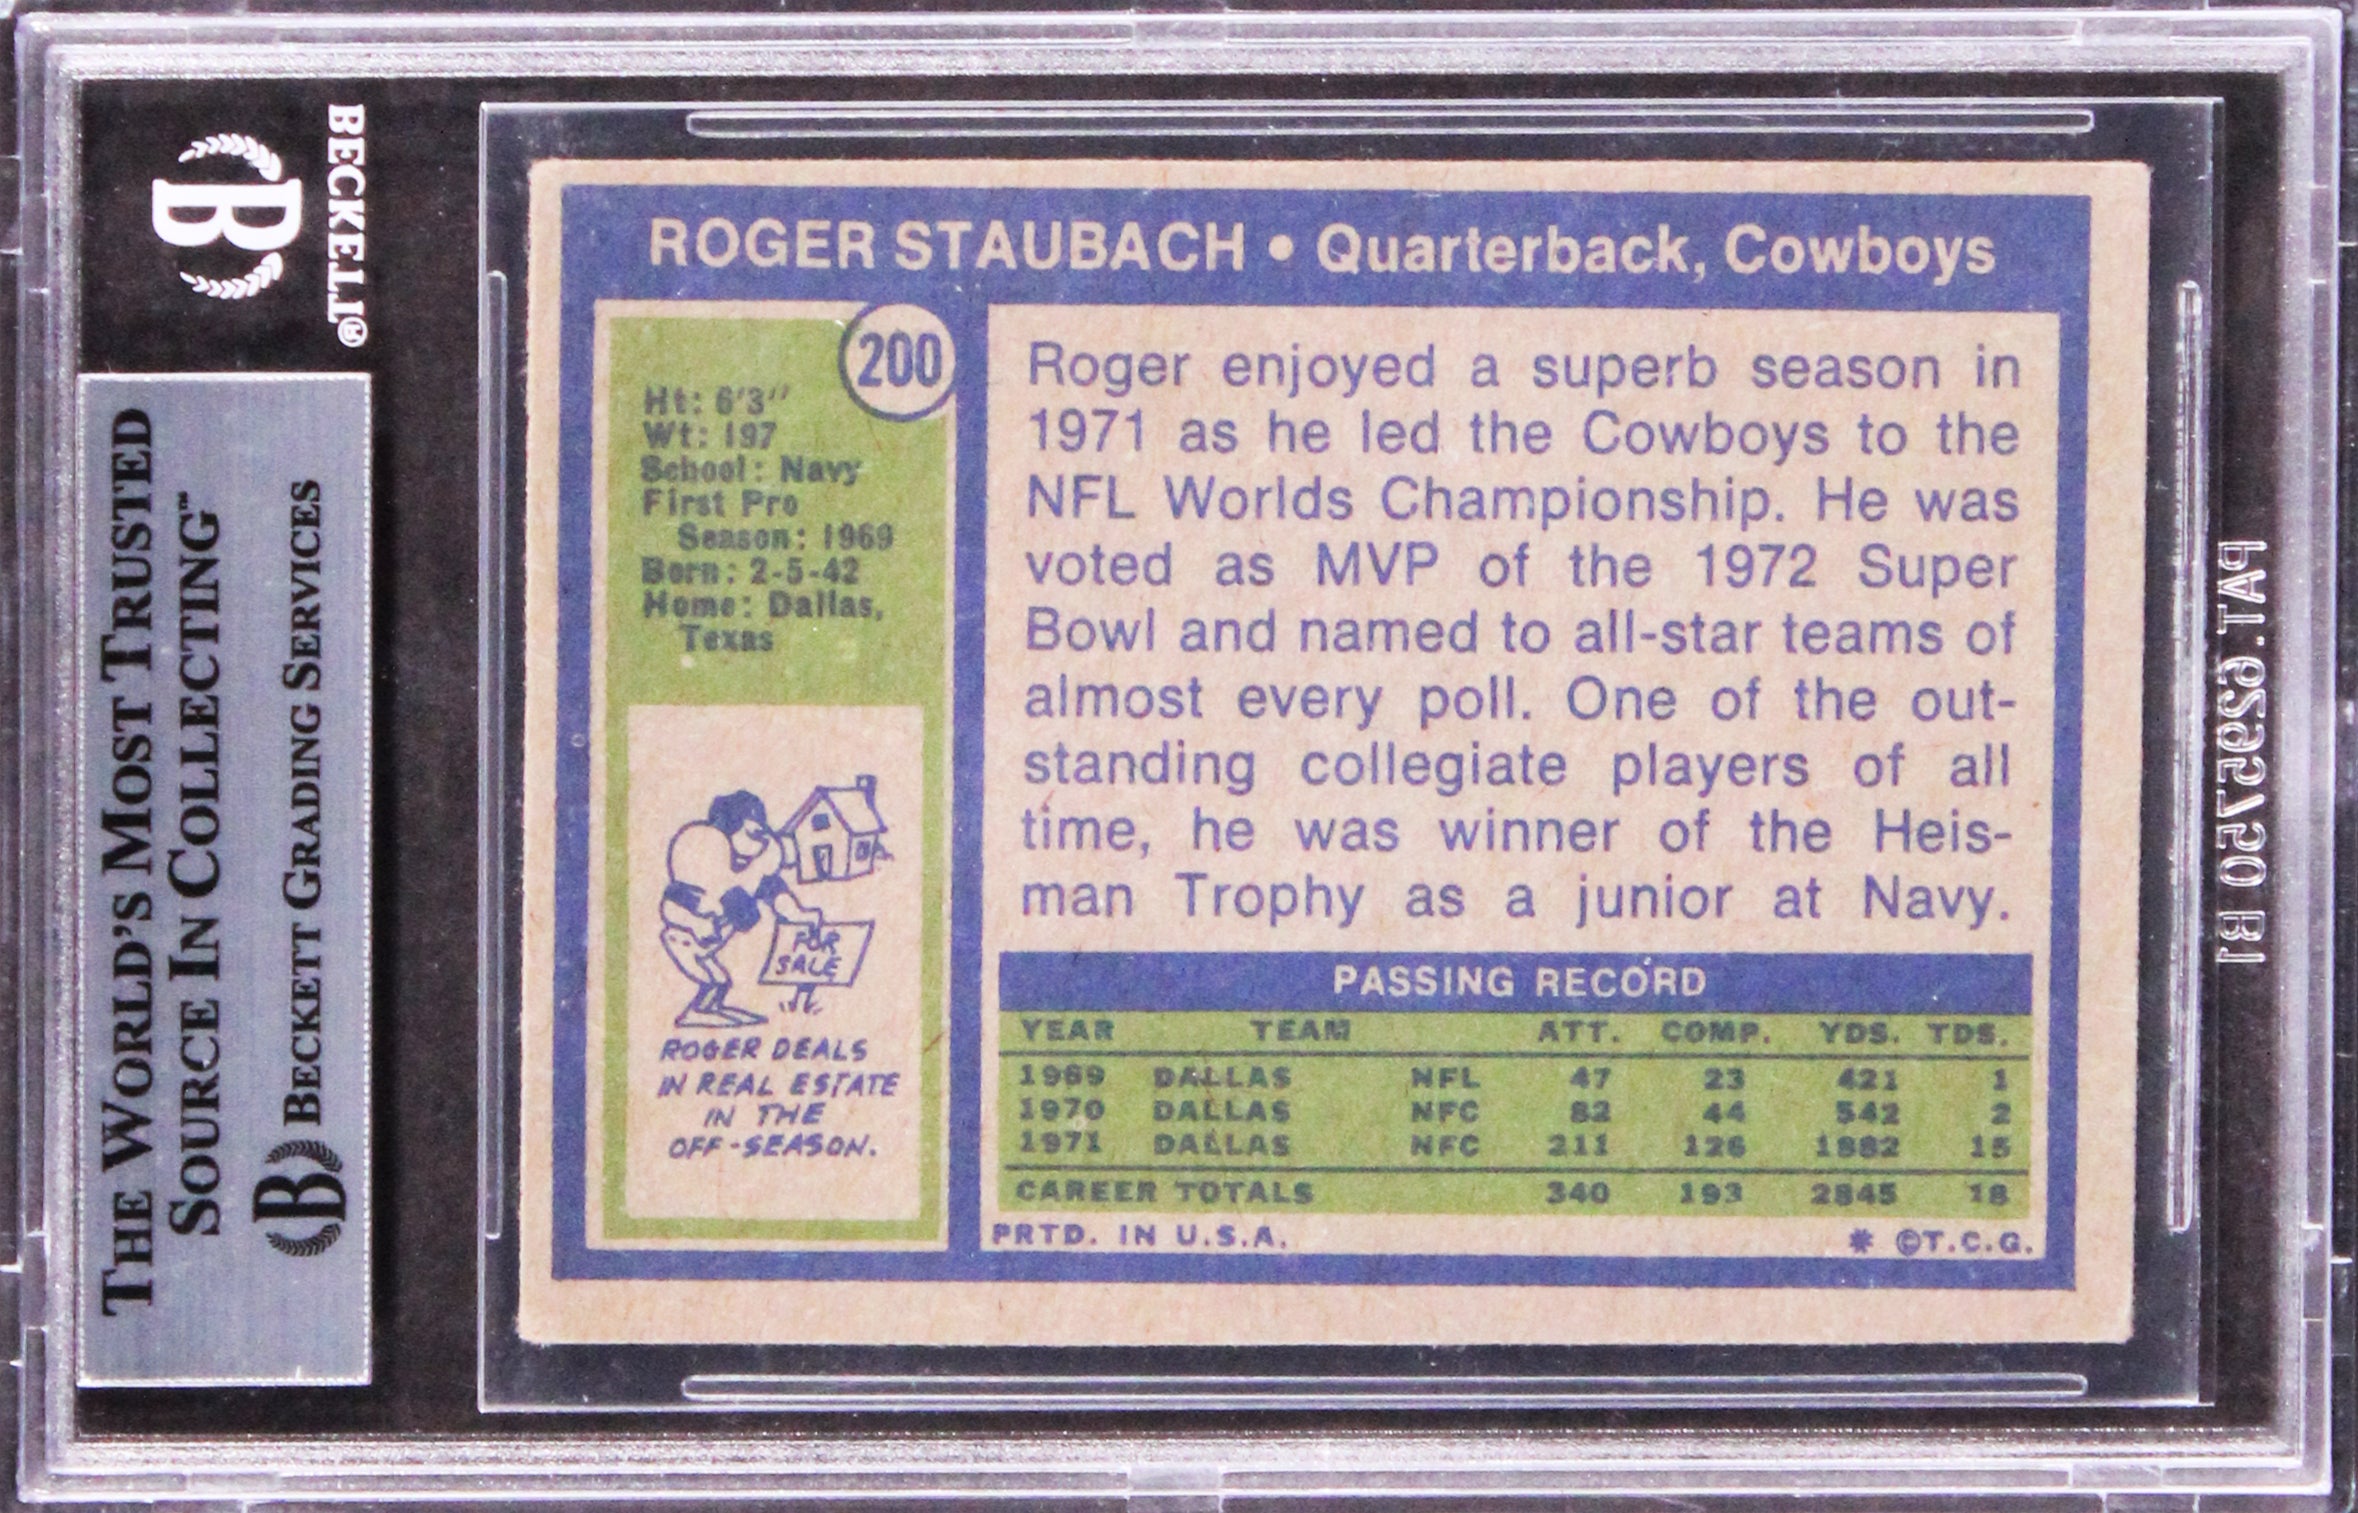 BECKETT®
B
THE WORLD'S MOST TRUSTED
SOURCE IN COLLECTING™
B BECKETT GRADING SERVICES
ROGER STAUBACH • Quarterback, Cowboys
200
Ht: 6'3"
Wt: 197
School: Navy
First Pro
Season: 1969
Born: 2-5-42
Home: Dallas,
Texas
FOR
SALE
ROGER DEALS
IN REAL ESTATE
IN THE
OFF-SEASON.
Roger enjoyed a superb season in
1971 as he led the Cowboys to the
NFL Worlds Championship. He was
voted as MVP of the 1972 Super
Bowl and named to all-star teams of
almost every poll. One of the out-
standing collegiate players of all
time, he was winner of the Heis-
man Trophy as a junior at Navy.
PASSING RECORD
YEAR TEAM ATT. COMP. YDS. TDS.
1969 DALLAS NFL 47 23 421 1
1970 DALLAS NFC 82 44 542 2
1971 DALLAS NFC 211 126 1882 15
CAREER TOTALS 340 193 2845 18
PRTD. IN U.S.A. * ©T.C.G.
PAT. 6295750 B1